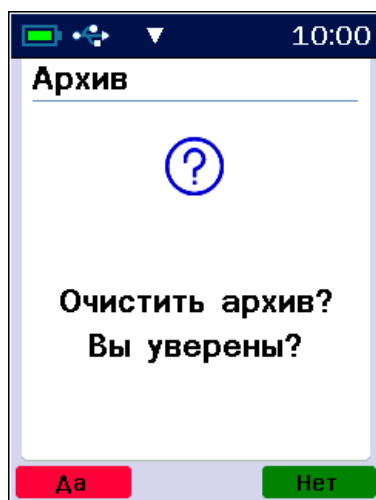 10:00
Архив
Очистить архив?
Вы уверены?
Да Нет